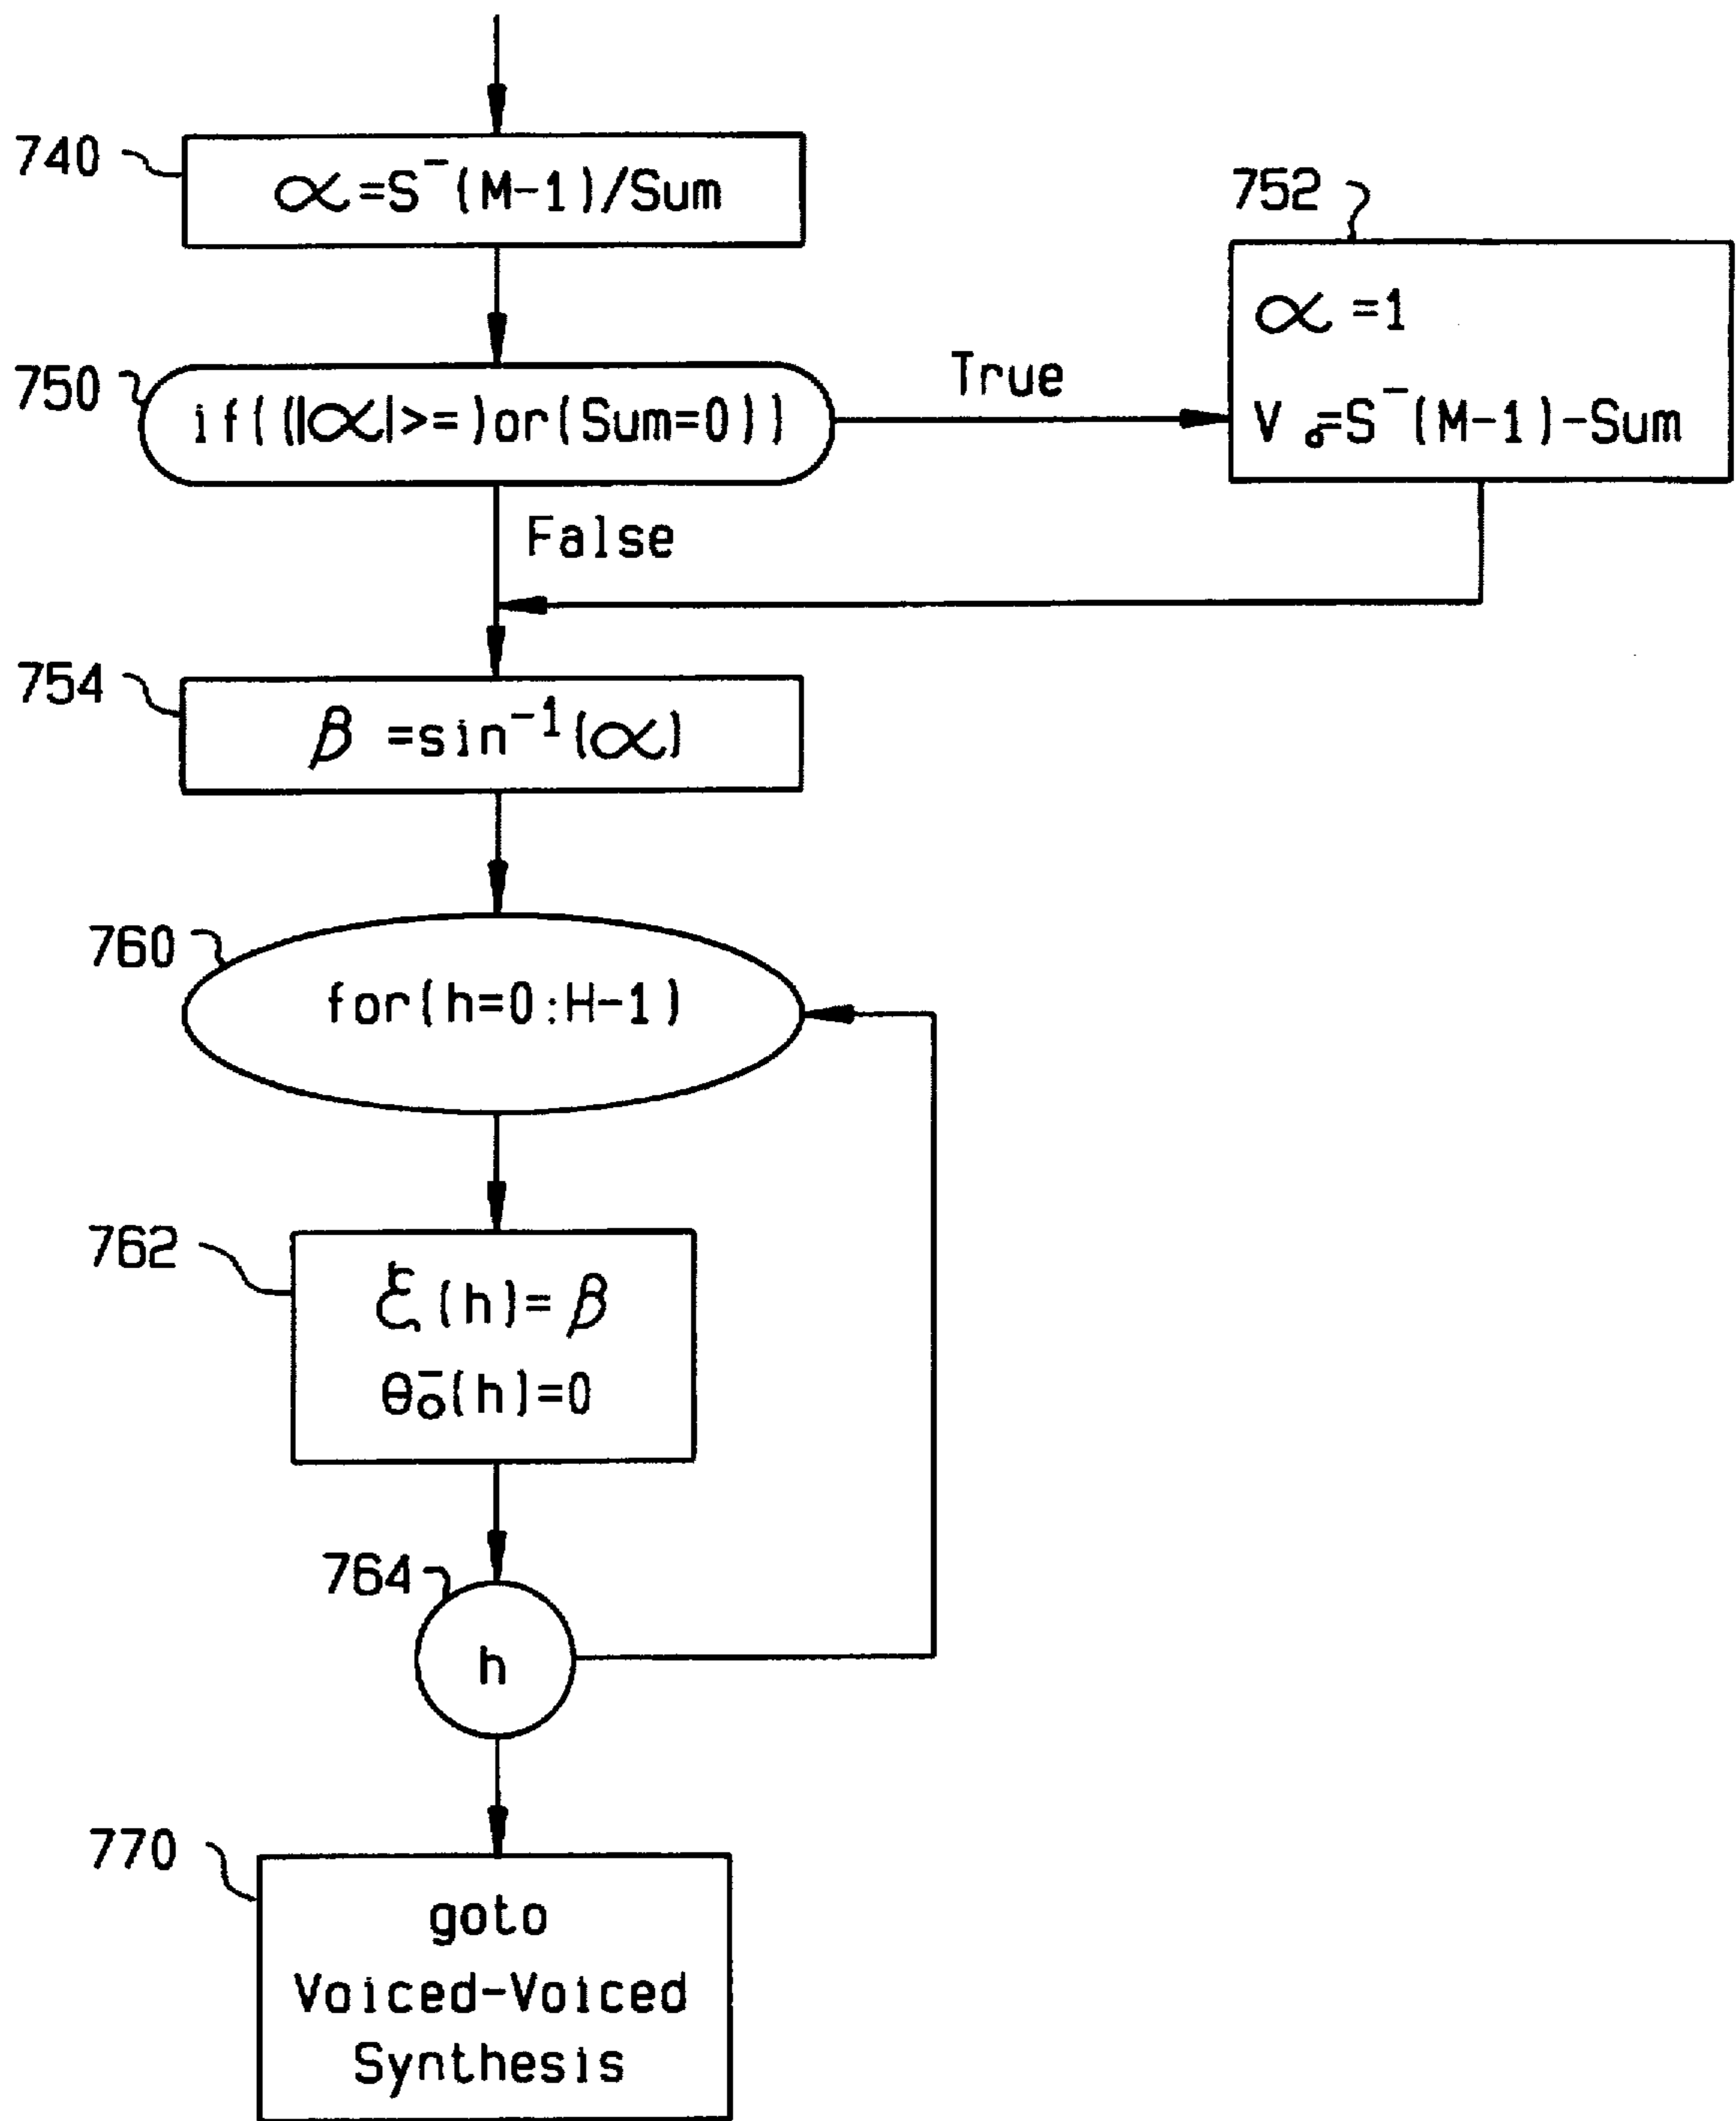 740
α=S⁻(M-1)/Sum
752
α =1
V₀=S⁻(M-1)-Sum
750
if((|α|>=)or(Sum=0))
True
False
754
β =sin⁻¹(α)
760
for(h=0:H-1)
762
ξ(h)=β
θ₀⁻(h)=0
764
h
770
goto
Voiced-Voiced
Synthesis